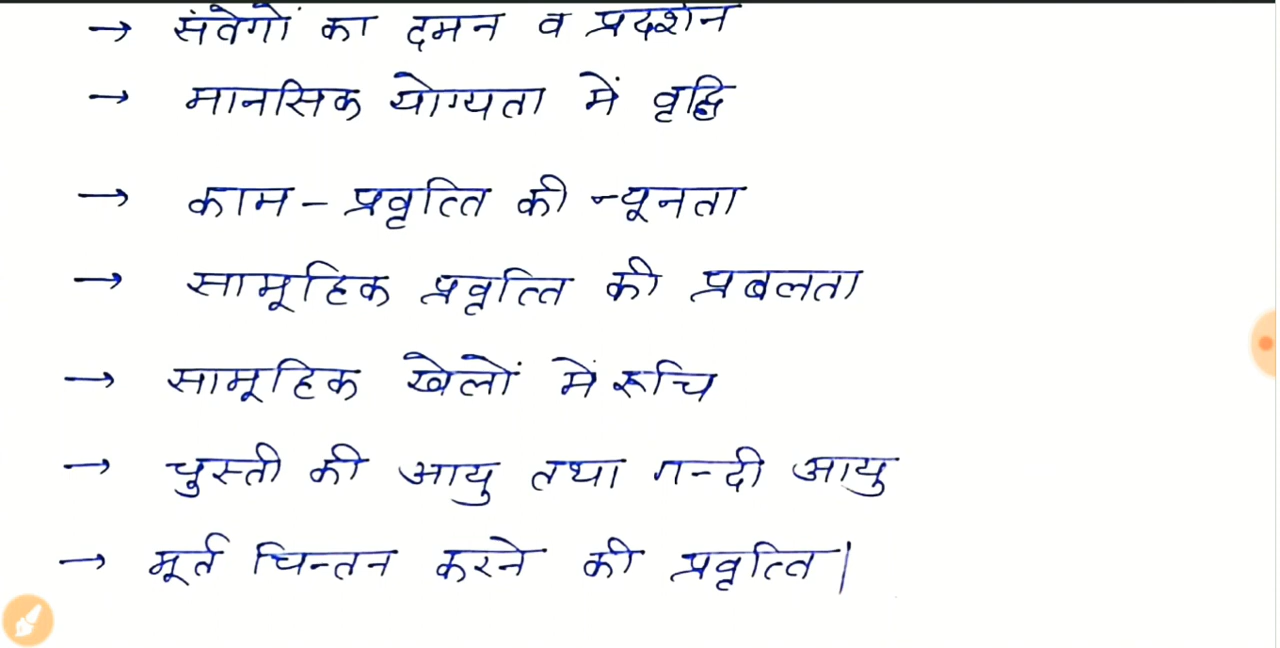 → संवेगों का दमन व प्रदर्शन
→ मानसिक योग्यता में वृद्धि
→ काम - प्रवृत्ति की न्यूनता
→ सामूहिक प्रवृत्ति की प्रबलता
→ सामूहिक खेलों में रूचि
→ चुस्ती की आयु तथा गन्दी आयु
→ मूर्त चिन्तन करने की प्रवृत्ति।